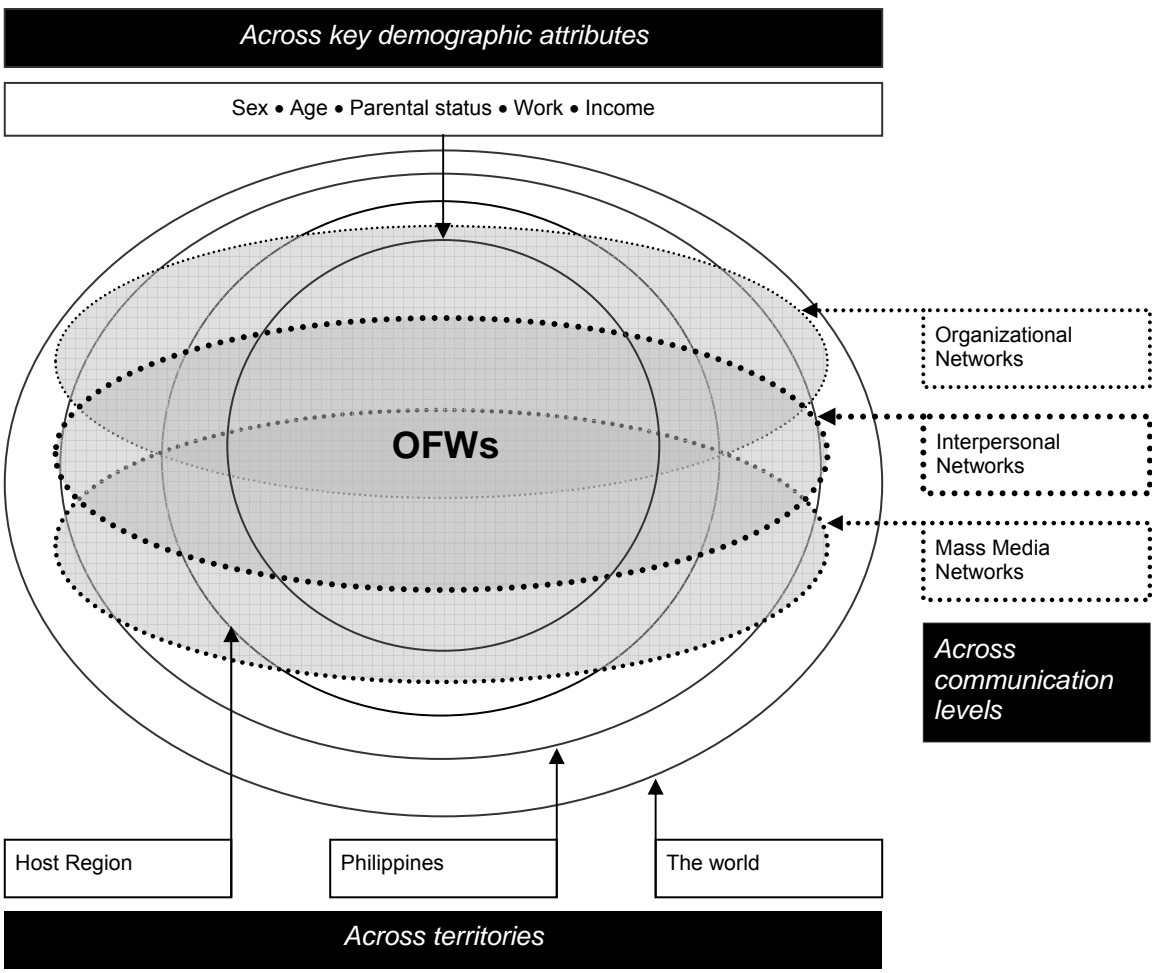 Across key demographic attributes
Sex • Age • Parental status • Work • Income
OFWs
Organizational
Networks
Interpersonal
Networks
Mass Media
Networks
Across
communication
levels
Host Region
Philippines
The world
Across territories